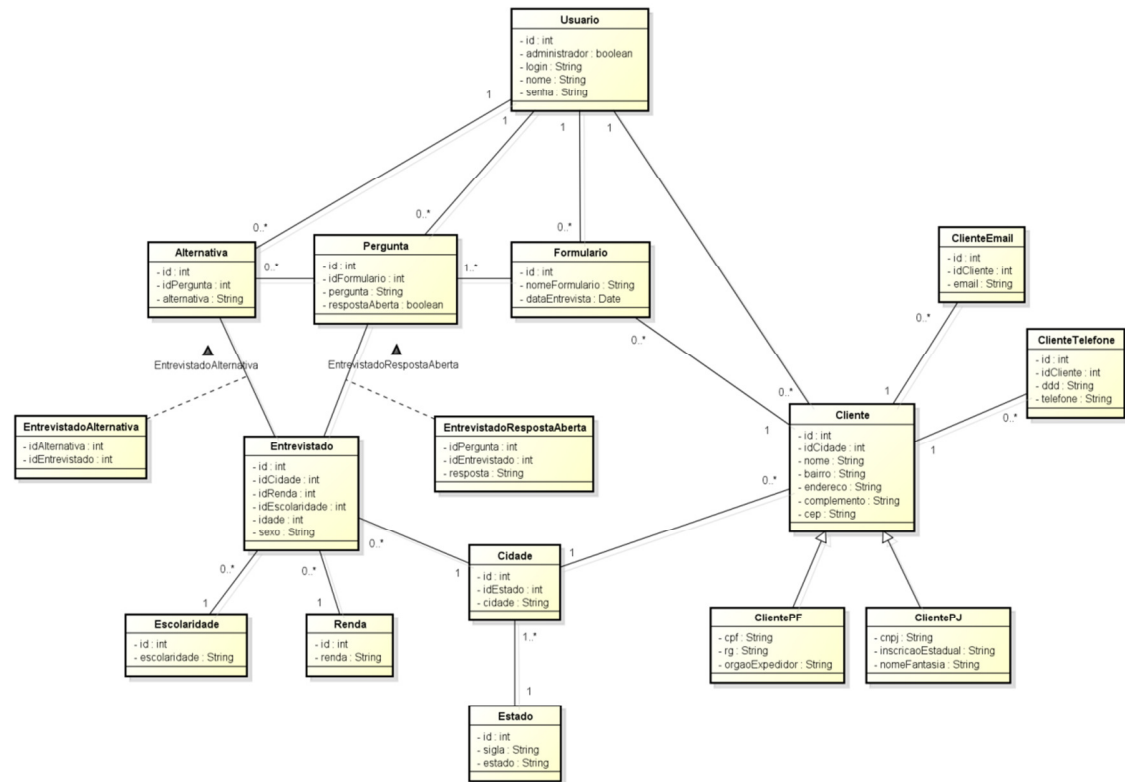 Usuario
- id : int
- administrador : boolean
- login : String
- nome : String
- senha : String
1
1
1
1
0..*
0..*
0..*
0..*
Alternativa
- id : int
- idPergunta : int
- alternativa : String
0..*
Pergunta
- id : int
- idFormulario : int
- pergunta : String
- respostaAberta : boolean
1..*
Formulario
- id : int
- nomeFormulario : String
- dataEntrevista : Date
0..*
1
ClienteEmail
- id : int
- idCliente : int
- email : String
0..*
1
ClienteTelefone
- id : int
- idCliente : int
- ddd : String
- telefone : String
0..*
1
EntrevistadoAlternativa
EntrevistadoRespostaAberta
EntrevistadoAlternativa
- idAlternativa : int
- idEntrevistado : int
EntrevistadoRespostaAberta
- idPergunta : int
- idEntrevistado : int
- resposta : String
Cliente
- id : int
- idCidade : int
- nome : String
- bairro : String
- endereco : String
- complemento : String
- cep : String
0..*
1
Entrevistado
- id : int
- idCidade : int
- idRenda : int
- idEscolaridade : int
- idade : int
- sexo : String
0..*
1
0..*
1
0..*
1
Cidade
- id : int
- idEstado : int
- cidade : String
1..*
1
Escolaridade
- id : int
- escolaridade : String
Renda
- id : int
- renda : String
ClientePF
- cpf : String
- rg : String
- orgaoExpedidor : String
ClientePJ
- cnpj : String
- inscricaoEstadual : String
- nomeFantasia : String
Estado
- id : int
- sigla : String
- estado : String